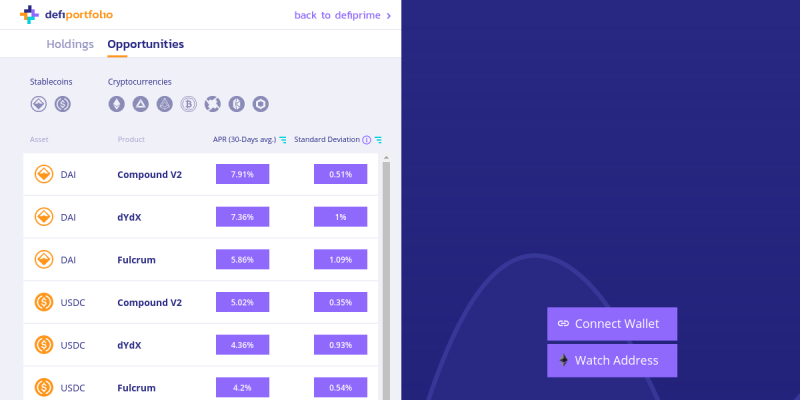 defiportfolio
back to defiprime
Holdings Opportunities
Stablecoins Cryptocurrencies
Asset Product APR (30-Days avg.) Standard Deviation
DAI Compound V2 7.91% 0.51%
DAI dYdX 7.36% 1%
DAI Fulcrum 5.86% 1.09%
USDC Compound V2 5.02% 0.35%
USDC dYdX 4.36% 0.93%
USDC Fulcrum 4.2% 0.54%
Connect Wallet
Watch Address